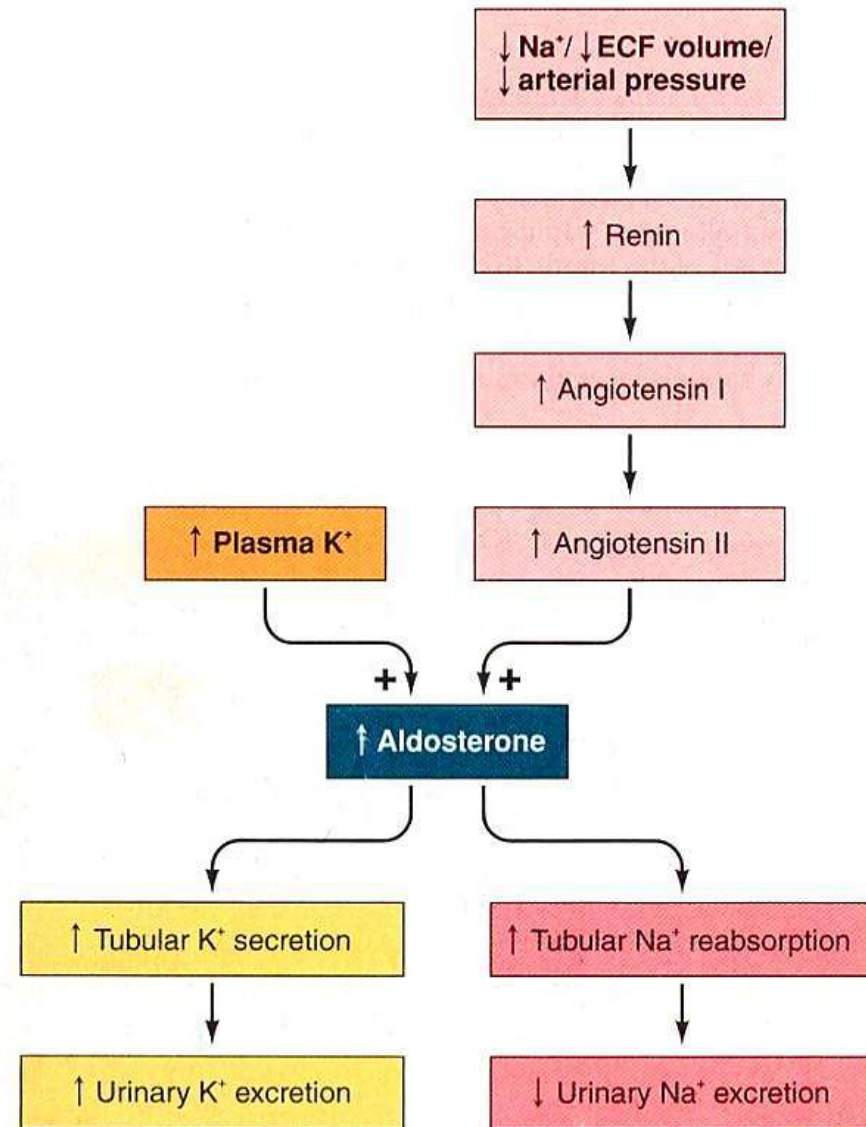 ↓ Na⁺/ ↓ ECF volume/
↓ arterial pressure
↑ Renin
↑ Angiotensin I
↑ Plasma K⁺
↑ Angiotensin II
+
+
↑ Aldosterone
↑ Tubular K⁺ secretion
↑ Tubular Na⁺ reabsorption
↑ Urinary K⁺ excretion
↓ Urinary Na⁺ excretion